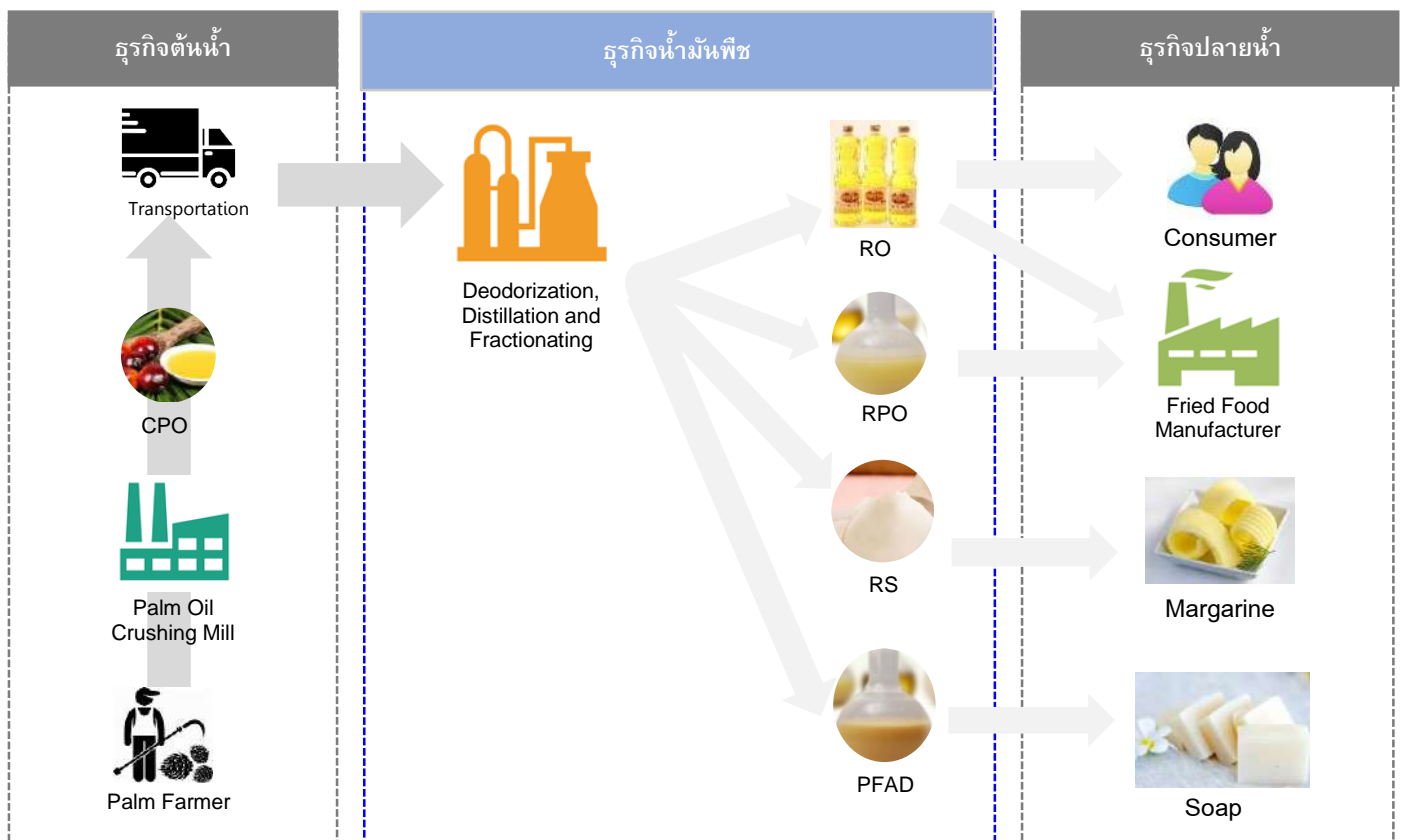 ธุรกิจต้นน้ำ
ธุรกิจน้ำมันพืช
ธุรกิจปลายน้ำ
Transportation
CPO
Palm Oil
Crushing Mill
Palm Farmer
Deodorization,
Distillation and
Fractionating
RO
RPO
RS
PFAD
Consumer
Fried Food
Manufacturer
Margarine
Soap